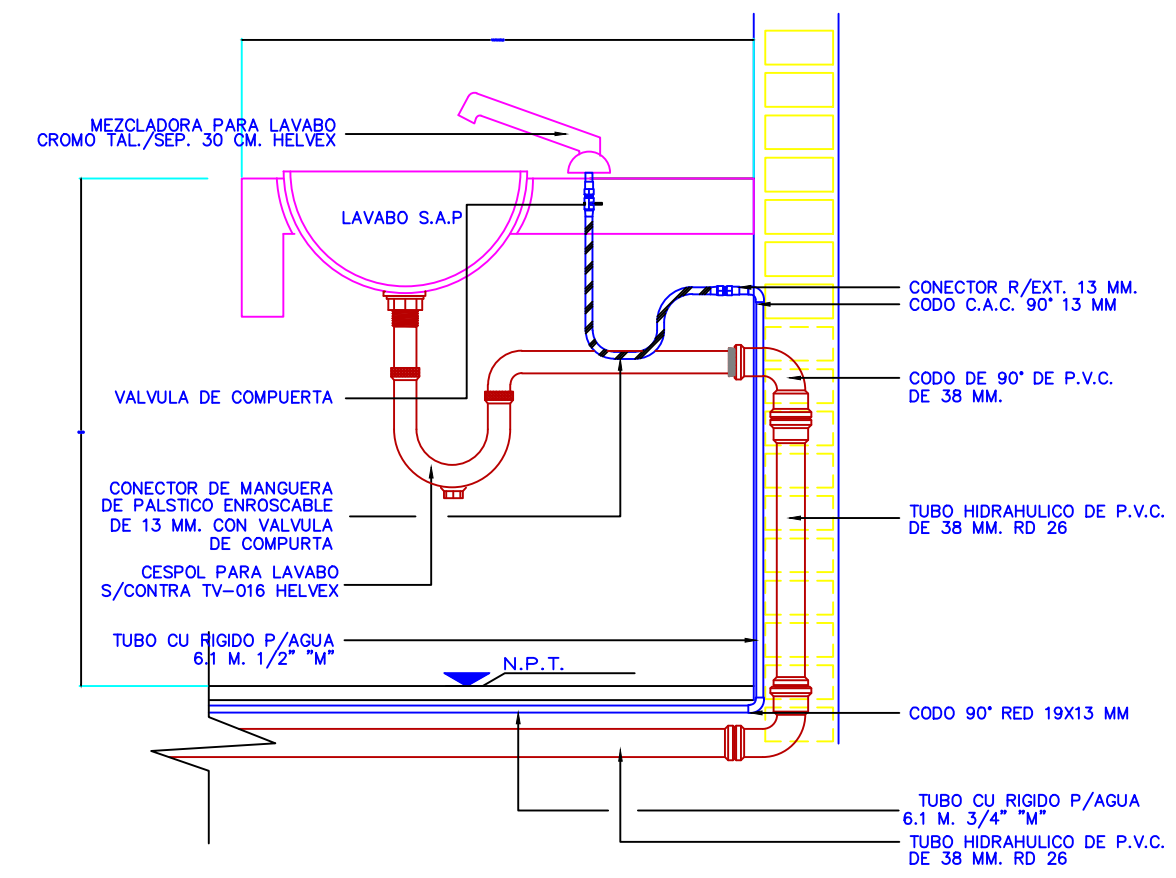 MEZCLADORA PARA LAVABO
CROMO TAL./SEP. 30 CM. HELVEX
LAVABO S.A.P
CONECTOR R/EXT. 13 MM.
CODO C.A.C. 90° 13 MM
CODO DE 90° DE P.V.C.
DE 38 MM.
VALVULA DE COMPUERTA
CONECTOR DE MANGUERA
DE PALSTICO ENROSCABLE
DE 13 MM. CON VALVULA
DE COMPURTA
TUBO HIDRAHULICO DE P.V.C.
DE 38 MM. RD 26
CESPOL PARA LAVABO
S/CONTRA TV-016 HELVEX
TUBO CU RIGIDO P/AGUA
6.1 M. 1/2" "M"
N.P.T.
CODO 90° RED 19X13 MM
TUBO CU RIGIDO P/AGUA
6.1 M. 3/4" "M"
TUBO HIDRAHULICO DE P.V.C.
DE 38 MM. RD 26